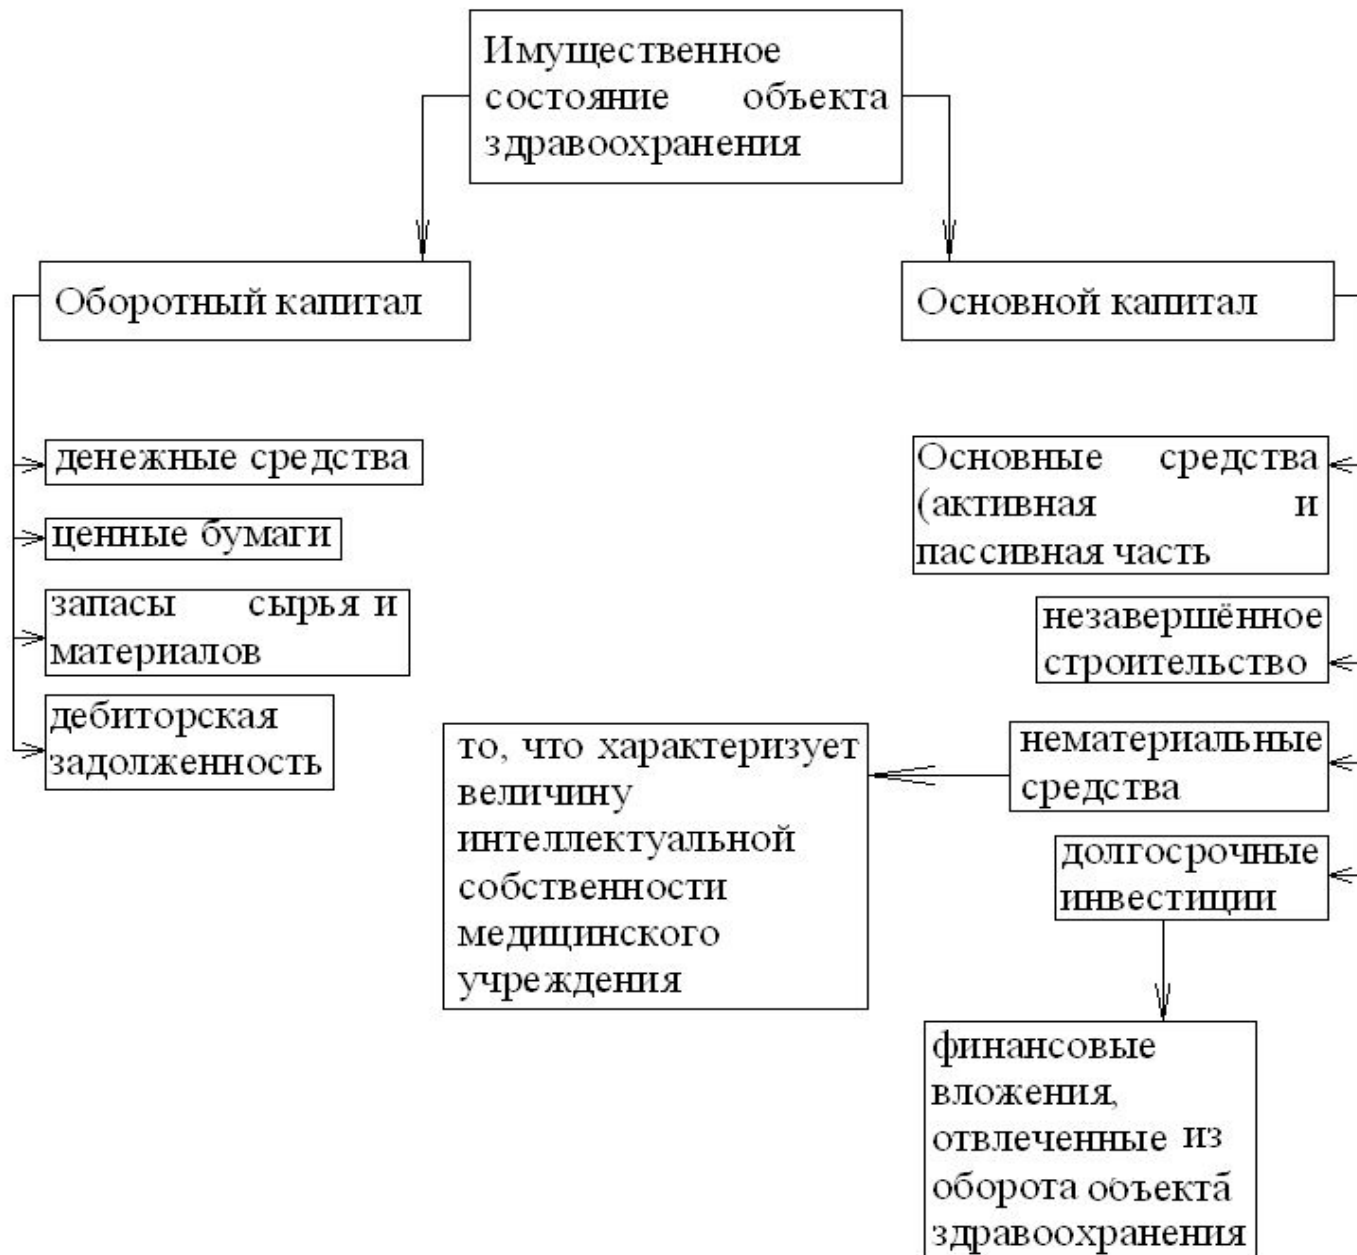 Имущественное
состояние объекта
здравоохранения
Оборотный капитал
Основной капитал
денежные средства
ценные бумаги
запасы сырья и
материалов
дебиторская
задолженность
Основные средства
(активная и
пассивная часть
незавершённое
строительство
нематериальные
средства
то, что характеризует
величину
интеллектуальной
собственности
медицинского
учреждения
долгосрочные
инвестиции
финансовые
вложения,
отвлеченные из
оборота объекта
здравоохранения